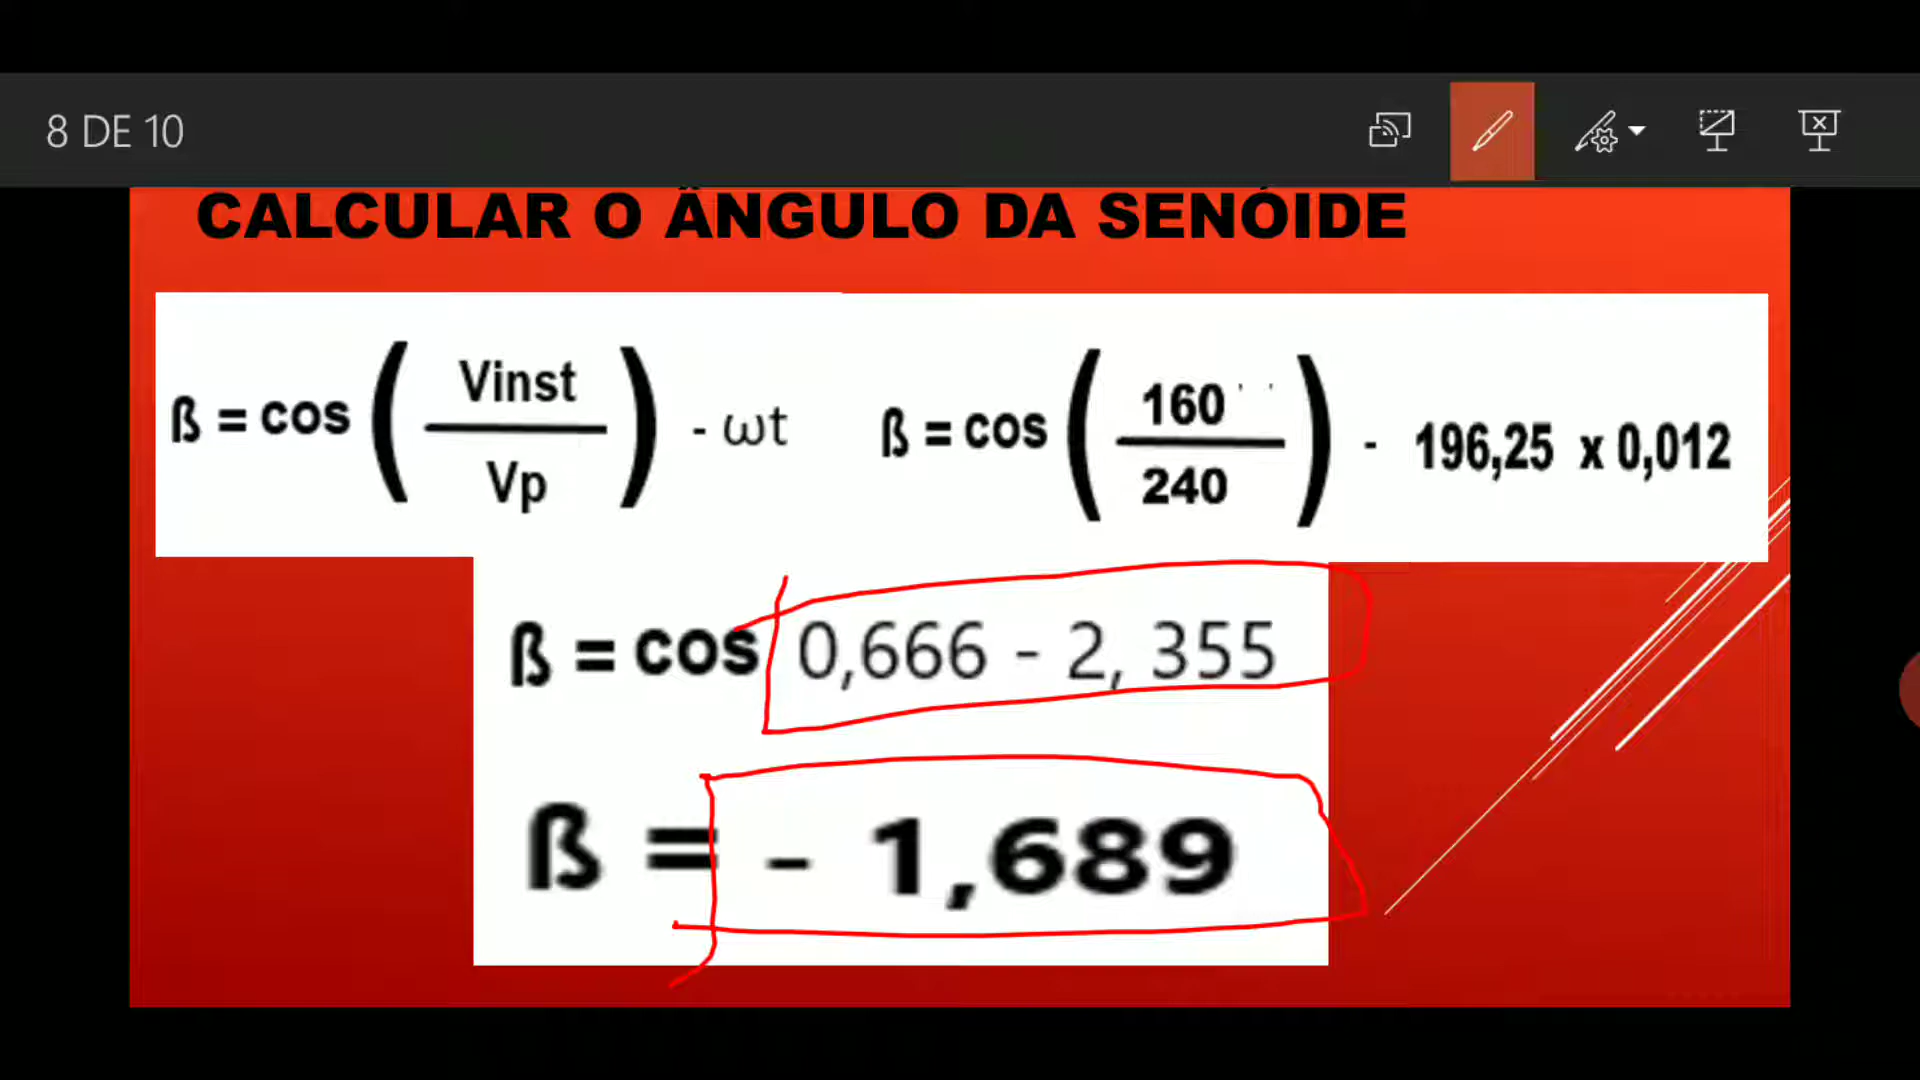 8 DE 10
CALCULAR O ÂNGULO DA SENÓIDE
ß = cos ( Vinst / Vp ) - ωt
ß = cos ( 160 / 240 ) - 196,25 x 0,012
ß = cos 0,666 - 2, 355
ß = - 1,689